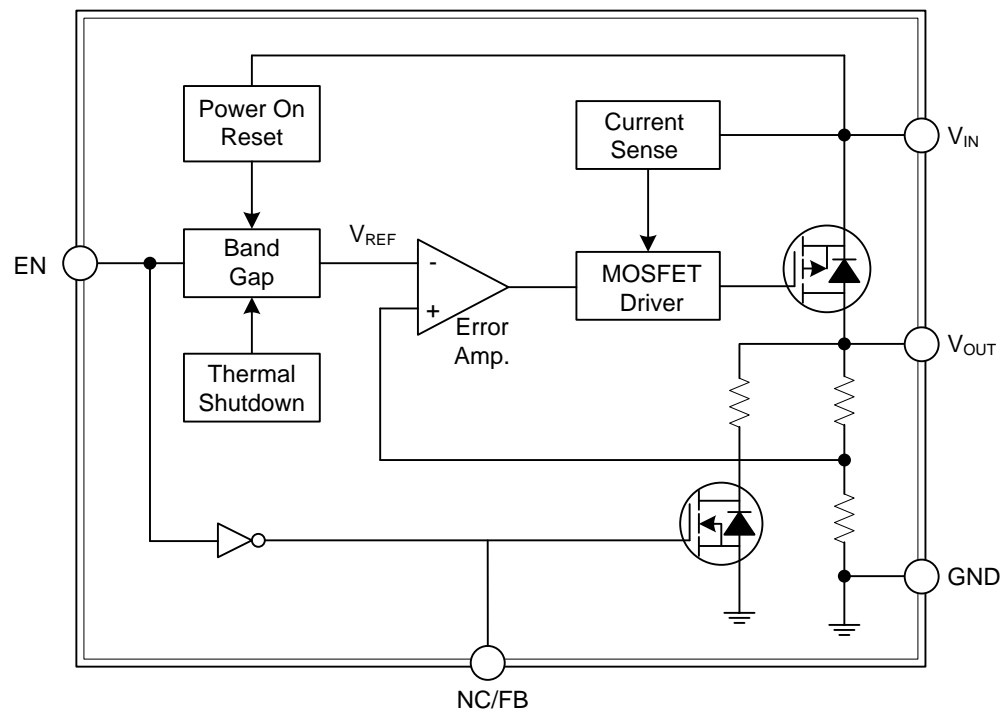 Power On
Reset
Current
Sense
V_IN
EN
Band
Gap
V_REF
-
+
Error
Amp.
MOSFET
Driver
V_OUT
Thermal
Shutdown
GND
NC/FB